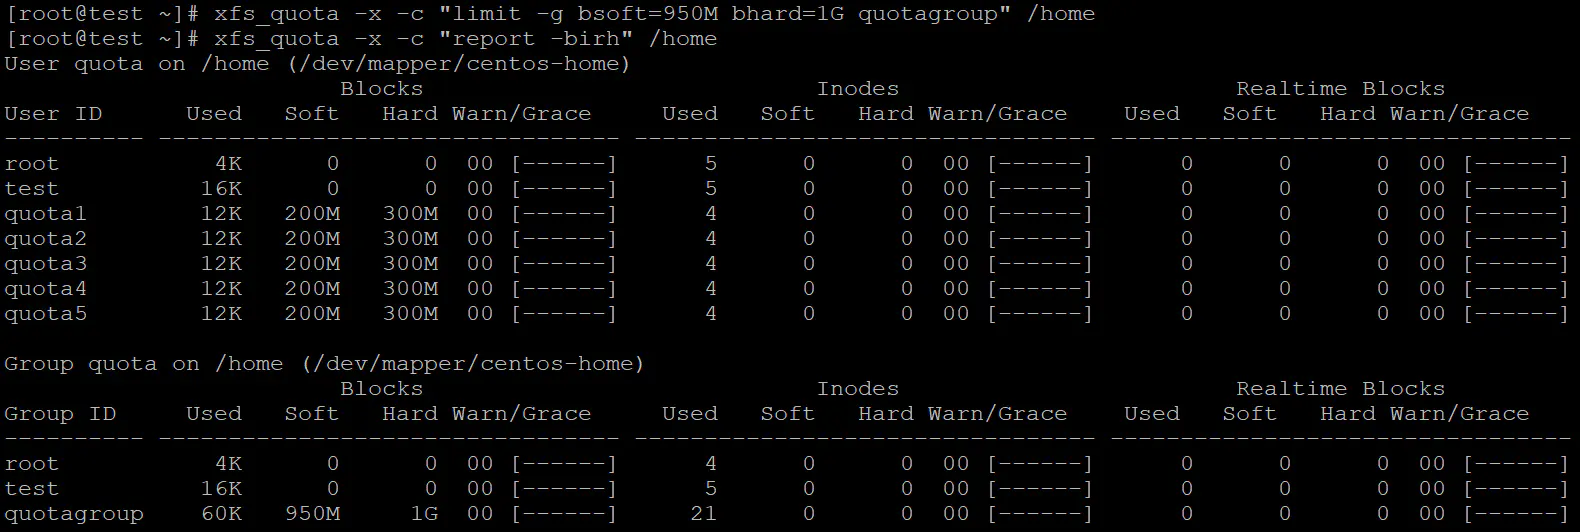 [root@test ~]# xfs_quota -x -c "limit -g bsoft=950M bhard=1G quotagroup" /home
[root@test ~]# xfs_quota -x -c "report -birh" /home
User quota on /home (/dev/mapper/centos-home)
                        Blocks                            Inodes                        Realtime Blocks
User ID      Used   Soft   Hard Warn/Grace     Used   Soft   Hard Warn/Grace  Used   Soft   Hard Warn/Grace
---------- --------------------------------- --------------------------------- ---------------------------------
root           4K      0      0  00 [------]      5      0      0  00 [------]      0      0      0  00 [------]
test          16K      0      0  00 [------]      5      0      0  00 [------]      0      0      0  00 [------]
quota1        12K   200M   300M  00 [------]      4      0      0  00 [------]      0      0      0  00 [------]
quota2        12K   200M   300M  00 [------]      4      0      0  00 [------]      0      0      0  00 [------]
quota3        12K   200M   300M  00 [------]      4      0      0  00 [------]      0      0      0  00 [------]
quota4        12K   200M   300M  00 [------]      4      0      0  00 [------]      0      0      0  00 [------]
quota5        12K   200M   300M  00 [------]      4      0      0  00 [------]      0      0      0  00 [------]
Group quota on /home (/dev/mapper/centos-home)
                        Blocks                            Inodes                        Realtime Blocks
Group ID     Used   Soft   Hard Warn/Grace     Used   Soft   Hard Warn/Grace  Used   Soft   Hard Warn/Grace
---------- --------------------------------- --------------------------------- ---------------------------------
root           4K      0      0  00 [------]      4      0      0  00 [------]      0      0      0  00 [------]
test          16K      0      0  00 [------]      5      0      0  00 [------]      0      0      0  00 [------]
quotagroup    60K   950M     1G  00 [------]     21      0      0  00 [------]      0      0      0  00 [------]